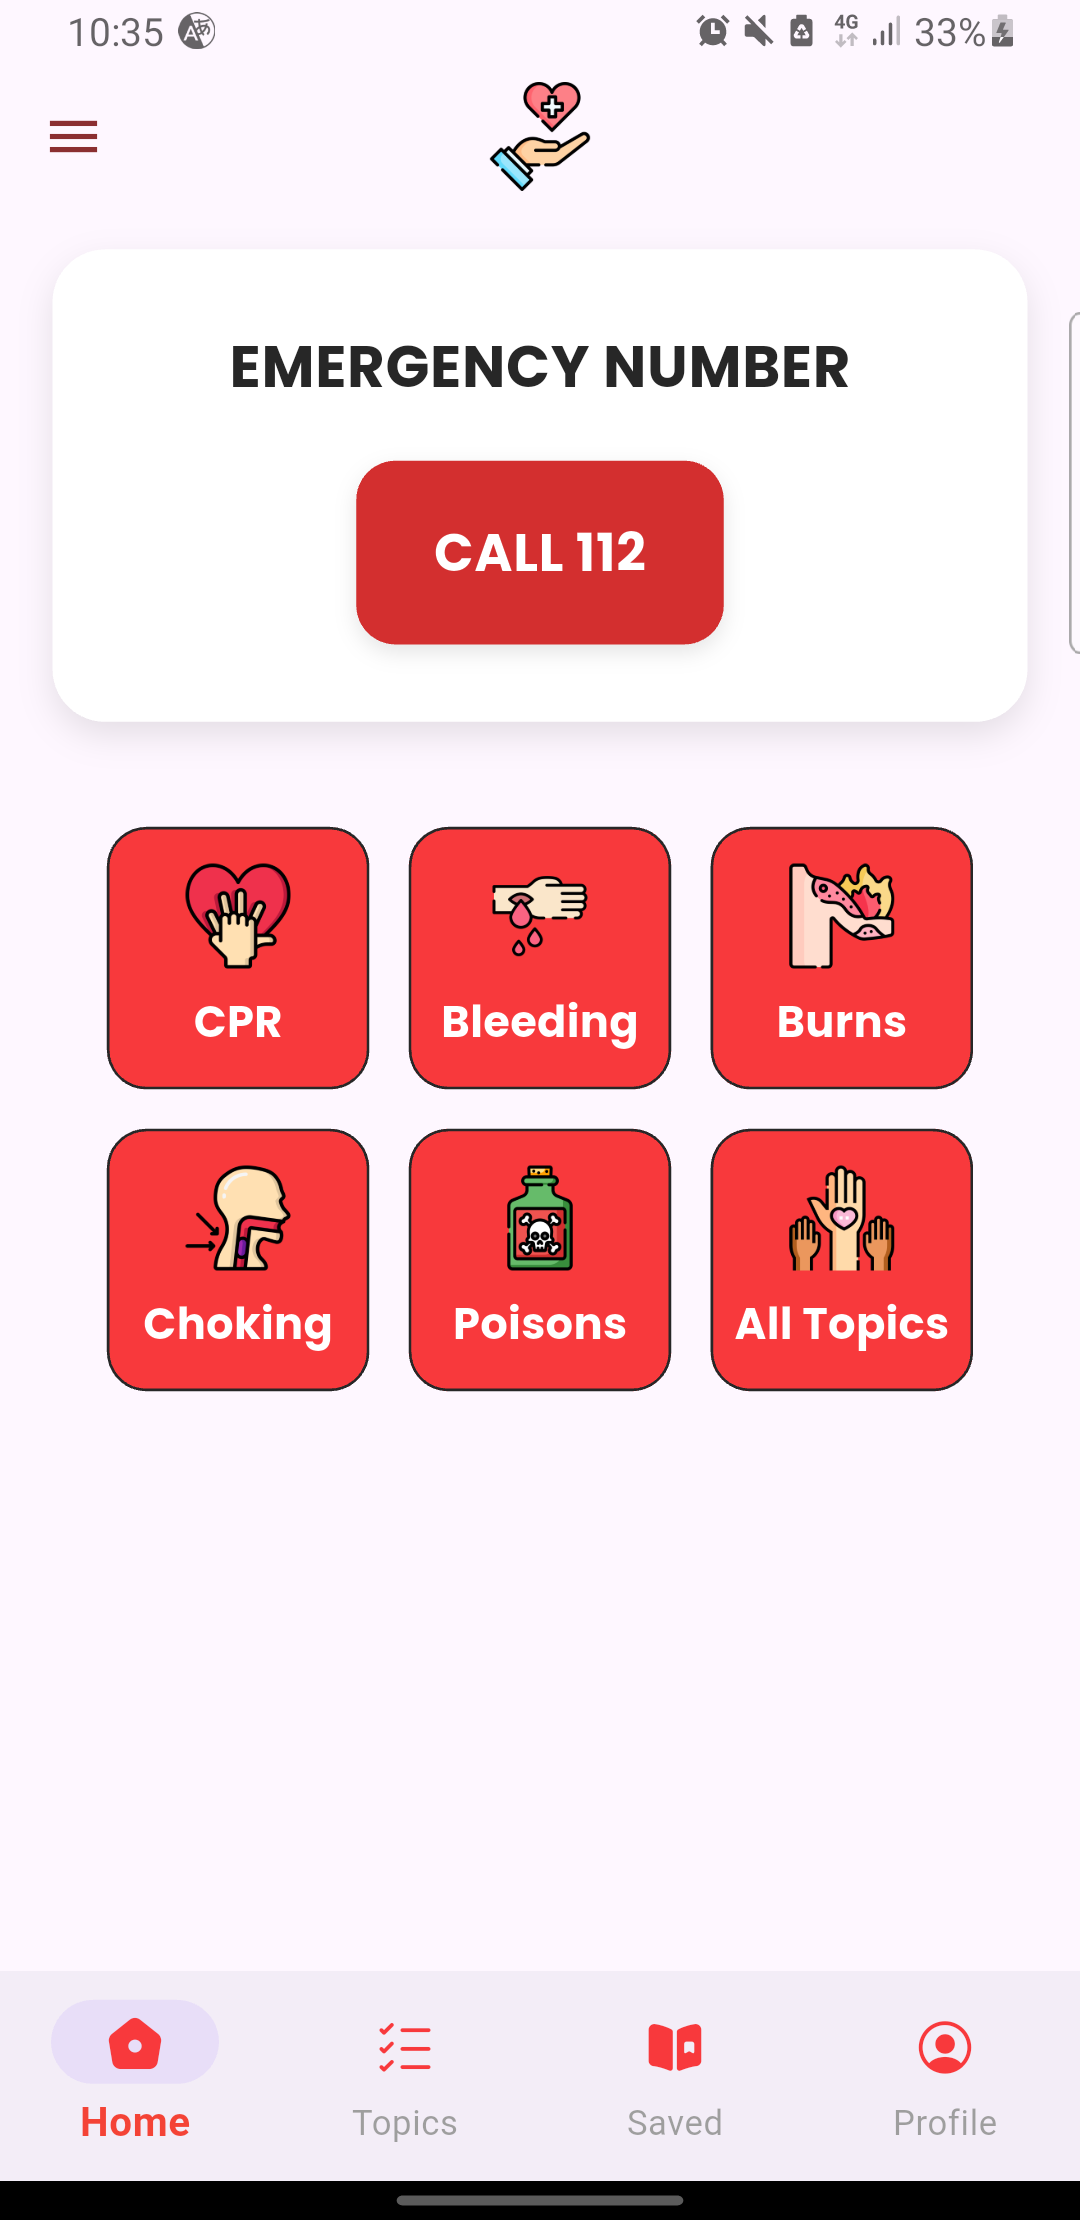 10:35 4G 33%
EMERGENCY NUMBER
CALL 112
CPR Bleeding Burns
Choking Poisons All Topics
Home Topics Saved Profile